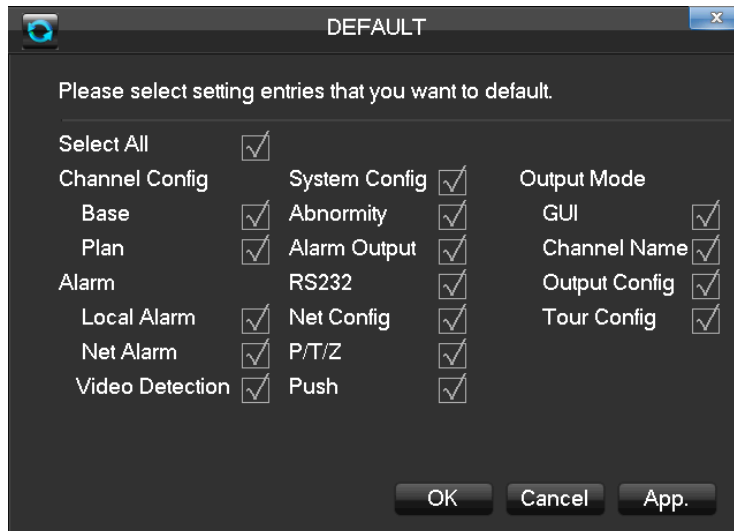 DEFAULT
x
Please select setting entries that you want to default.
Select All
Channel Config System Config Output Mode
Base Abnormity GUI
Plan Alarm Output Channel Name
Alarm RS232 Output Config
Local Alarm Net Config Tour Config
Net Alarm P/T/Z
Video Detection Push
OK Cancel App.